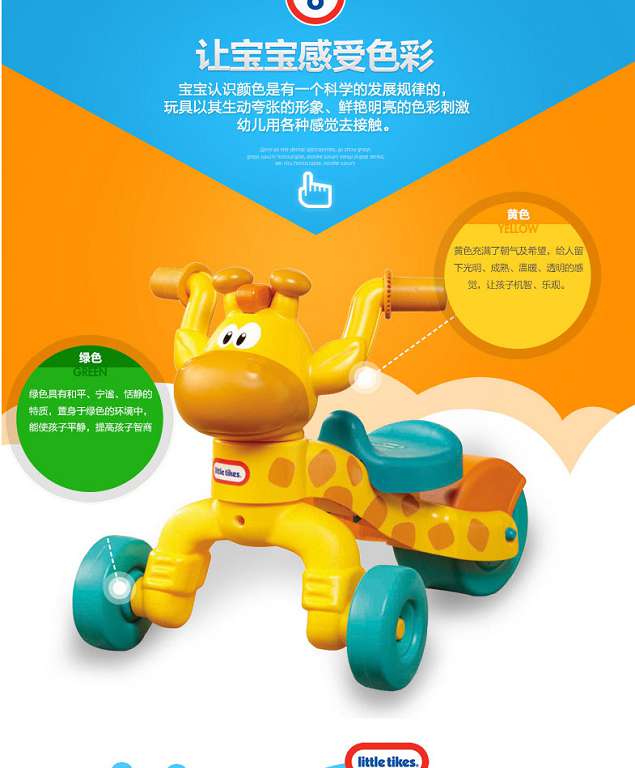 让宝宝感受色彩
宝宝认识颜色是有一个科学的发展规律的，
玩具以其生动夸张的形象、鲜艳明亮的色彩刺激
幼儿用各种感觉去接触。
黄色
YELLOW
黄色充满了朝气及希望，给人留
下光明、成熟、温暖、透明的感
觉，让孩子机智、乐观。
绿色
GREEN
绿色具有和平、宁谧、恬静的
特质，置身于绿色的环境中，
能使孩子平静，提高孩子智商
little tikes.
little tikes.